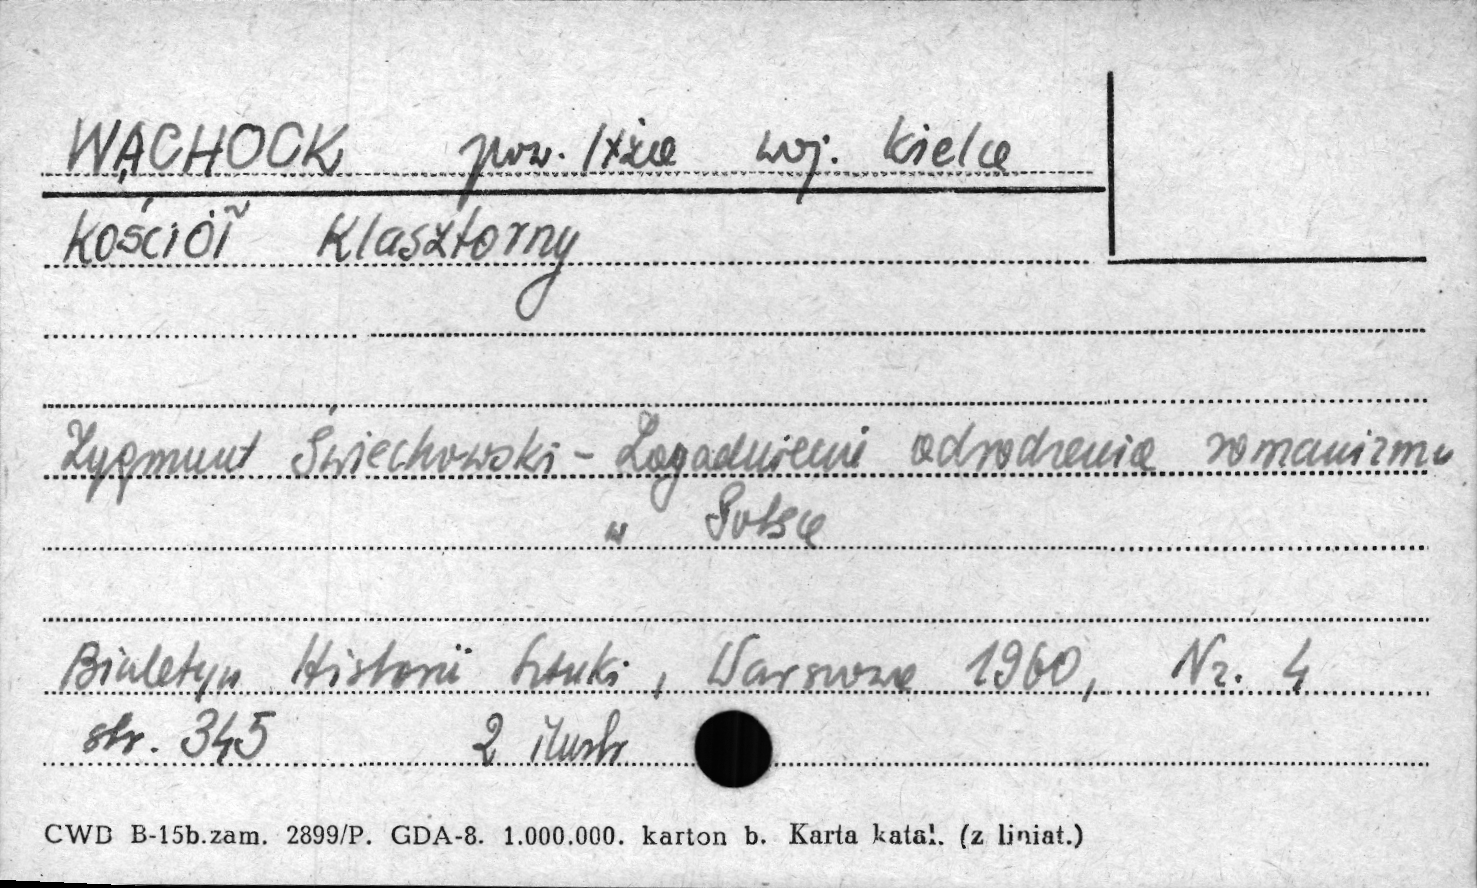 WĄCHOCK pow. Iłża woj. Kielce
Kościół Klasztorny
Zygmunt Świechowski - Zagadnienie odrodzenia romanizmu
w Polsce
Biuletyn Historii Sztuki, Warszawa 1960, Nr. 4
str. 345 2 ilustr
CWD B-15b.zam. 2899/P. GDA-8. 1.000.000. karton b. Karta katal. (z liniat.)